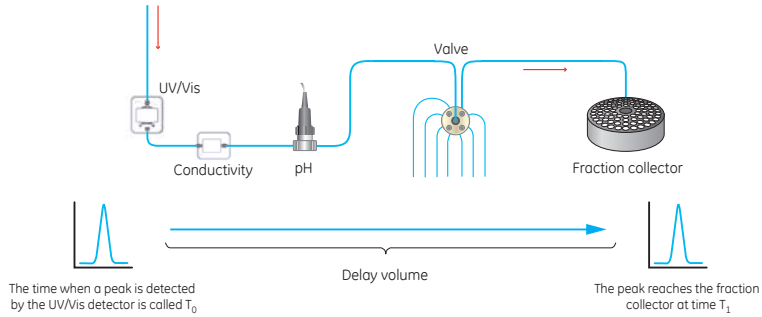 Valve
UV/Vis
Conductivity
pH
Fraction collector
Delay volume
The time when a peak is detected
by the UV/Vis detector is called T₀
The peak reaches the fraction
collector at time T₁